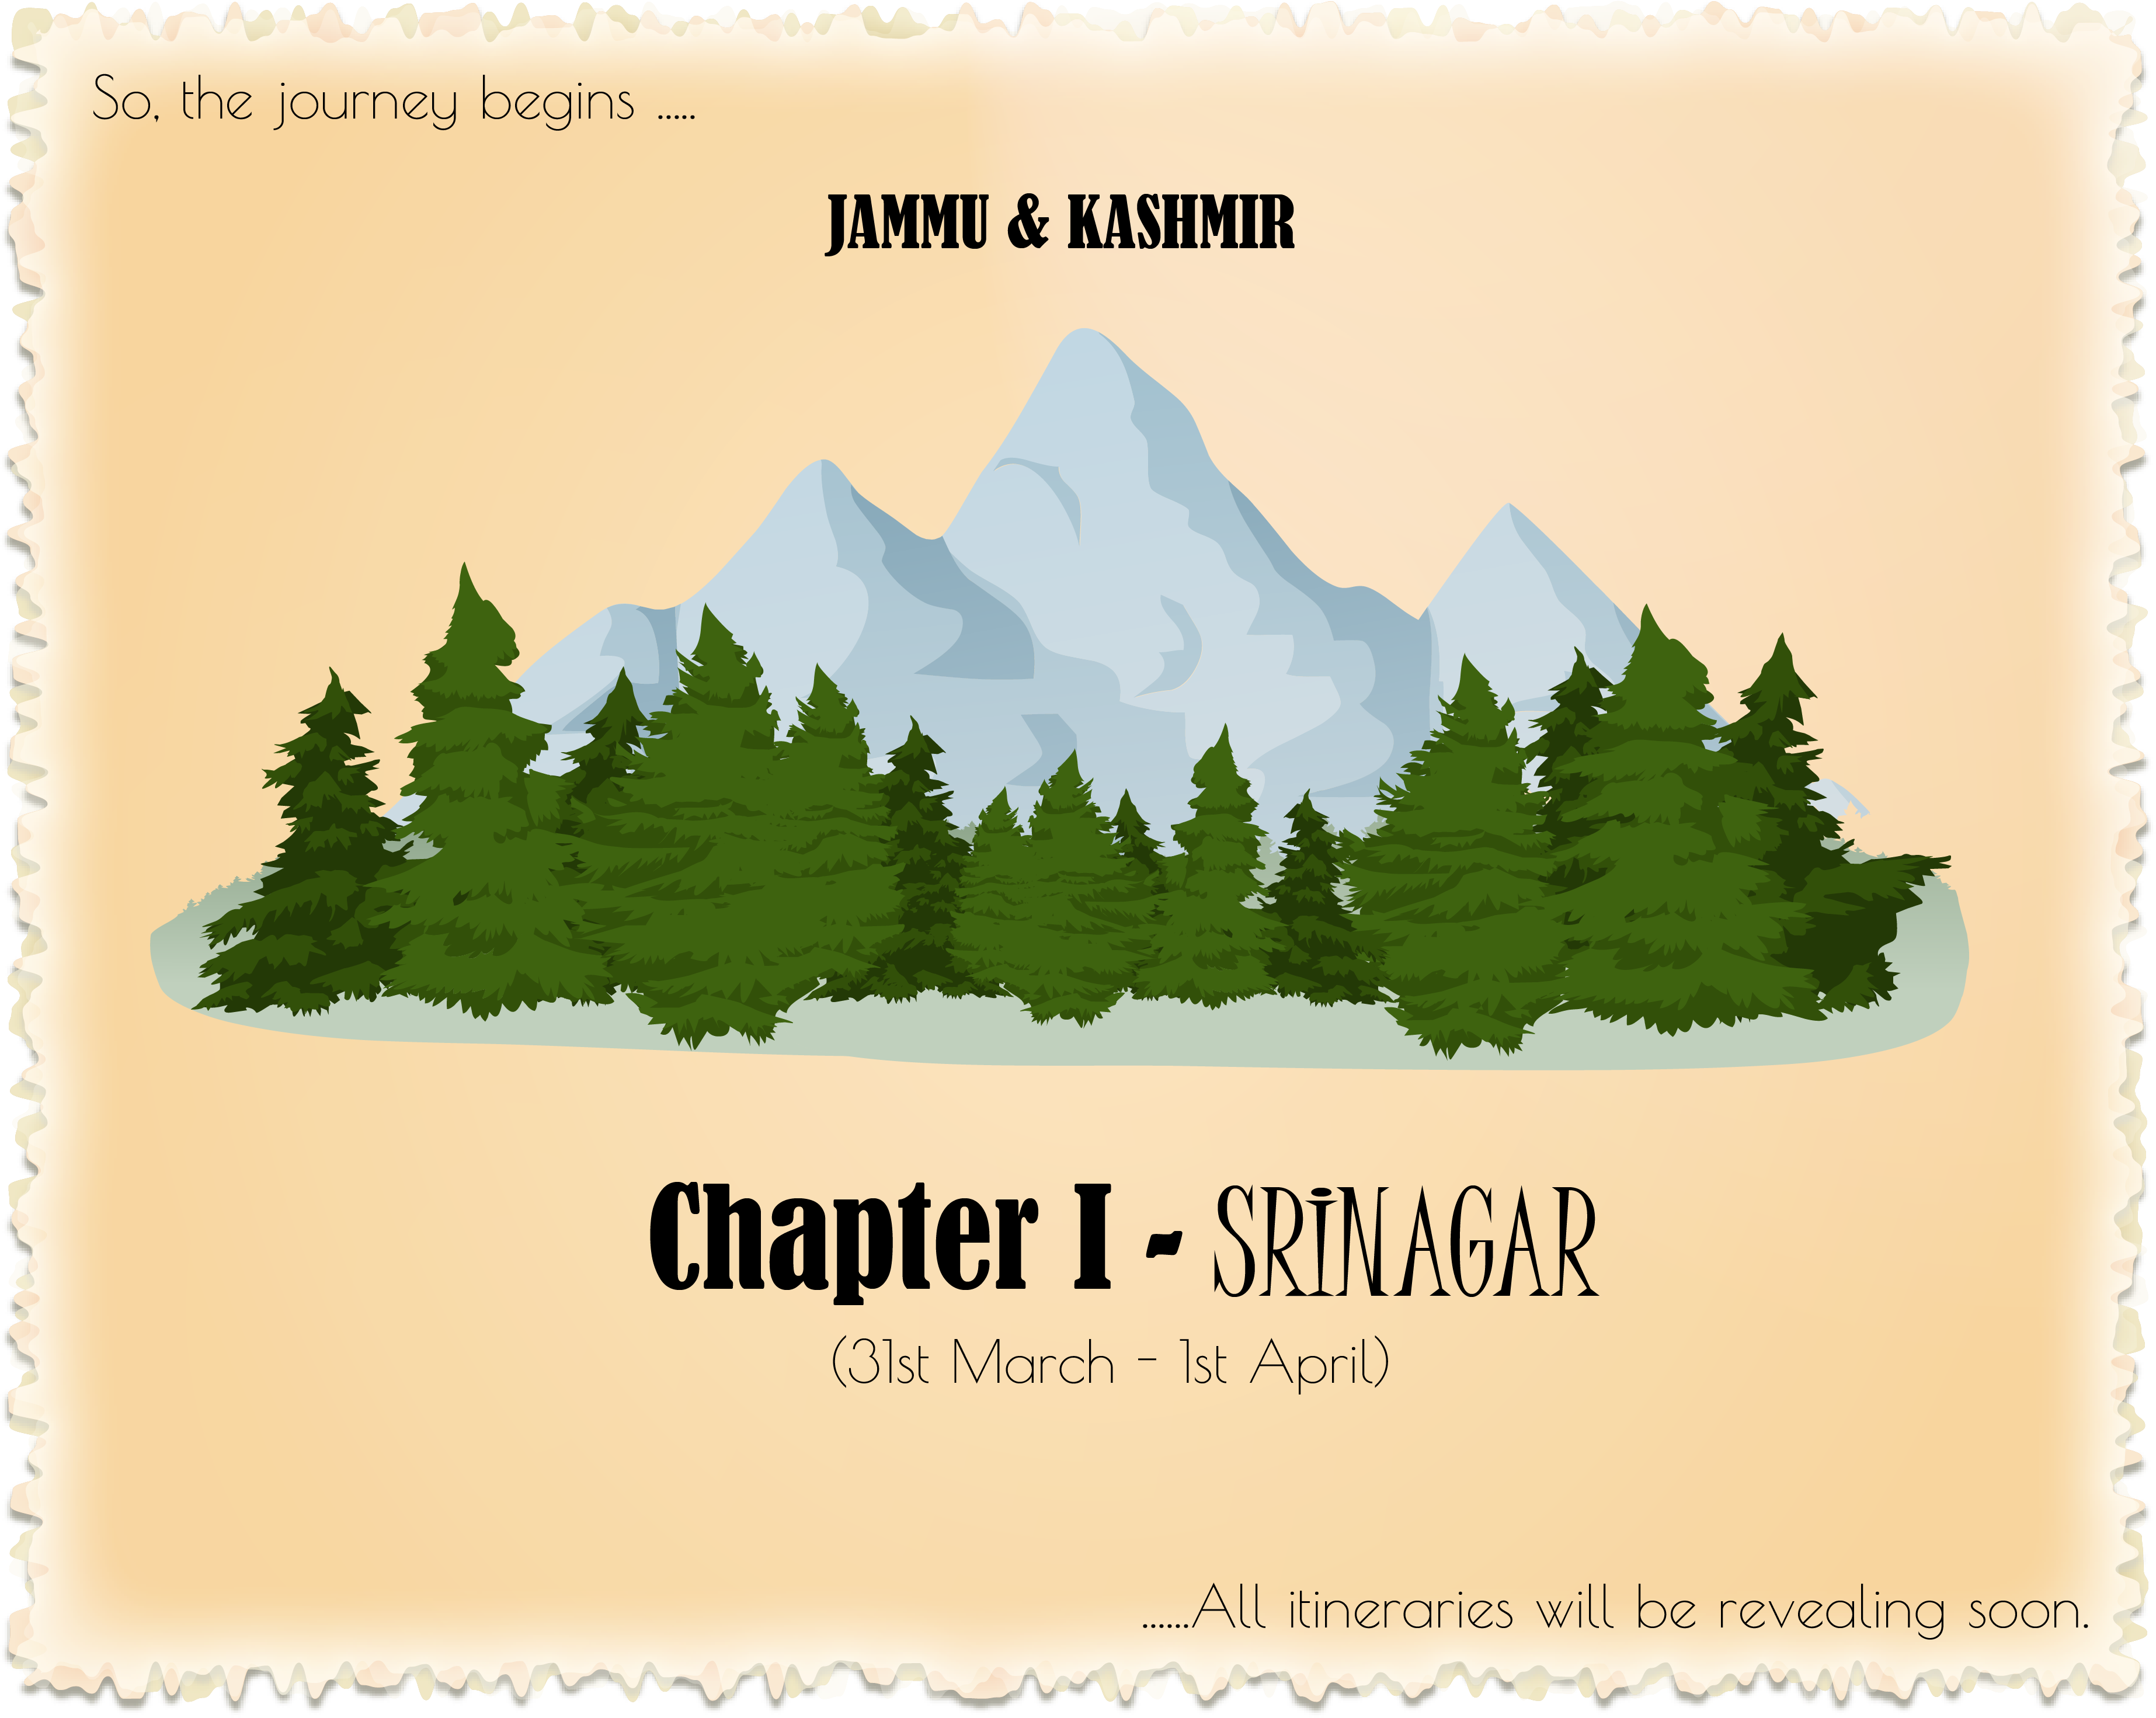 So, the journey begins .....
JAMMU & KASHMIR
Chapter I - SRiNAGAR
(31st March - 1st April)
......All itineraries will be revealing soon.